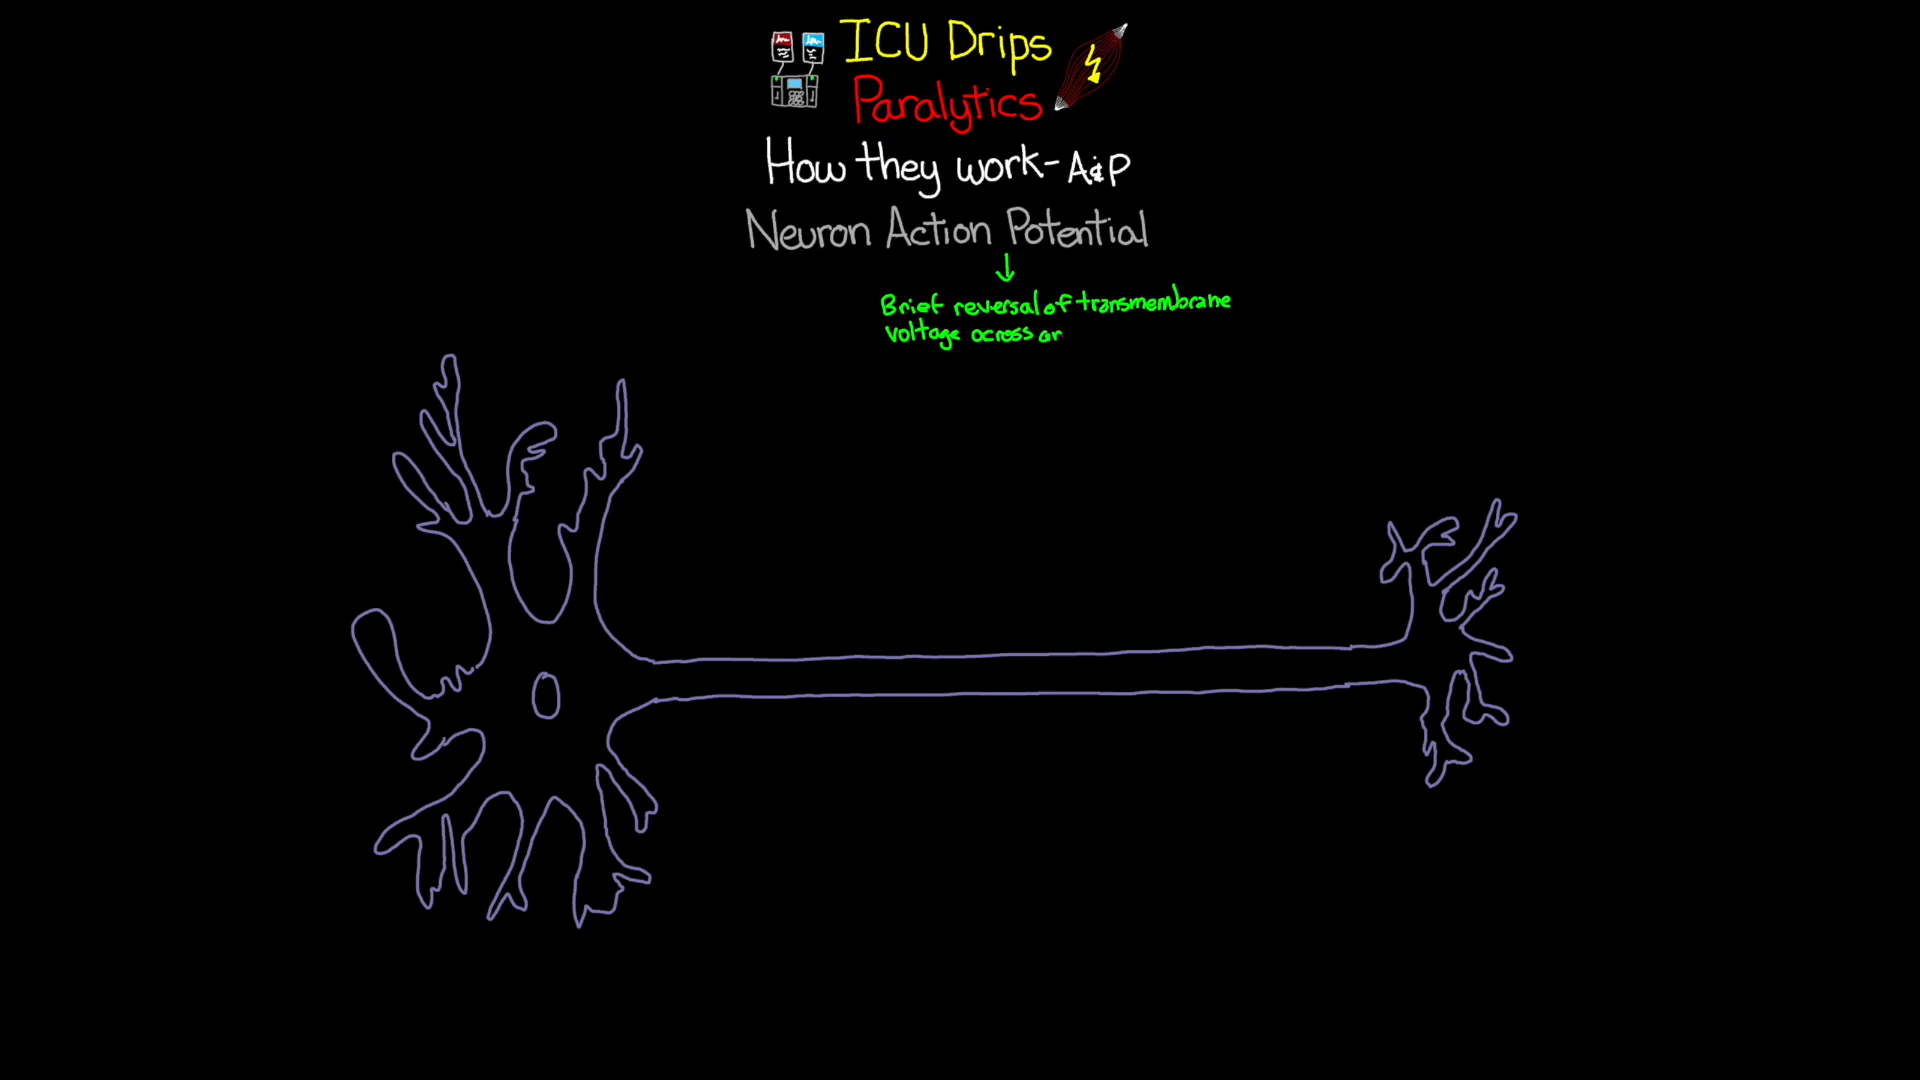 ICU Drips
Paralytics
How they work - A&P
Neuron Action Potential
Brief reversal of transmembrane
voltage across an